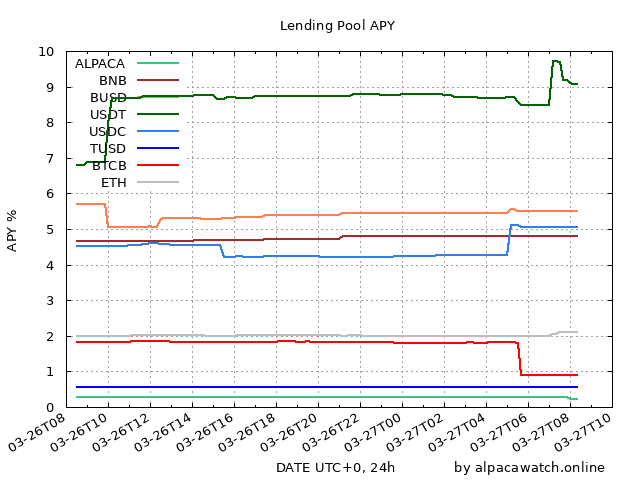 Lending Pool APY
APY %
10
9
8
7
6
5
4
3
2
1
0
ALPACA
BNB
BUSD
USDT
USDC
TUSD
BTCB
ETH
03-26T08
03-26T10
03-26T12
03-26T14
03-26T16
03-26T18
03-26T20
03-26T22
03-27T00
03-27T02
03-27T04
03-27T06
03-27T08
03-27T10
DATE UTC+0, 24h
by alpacawatch.online